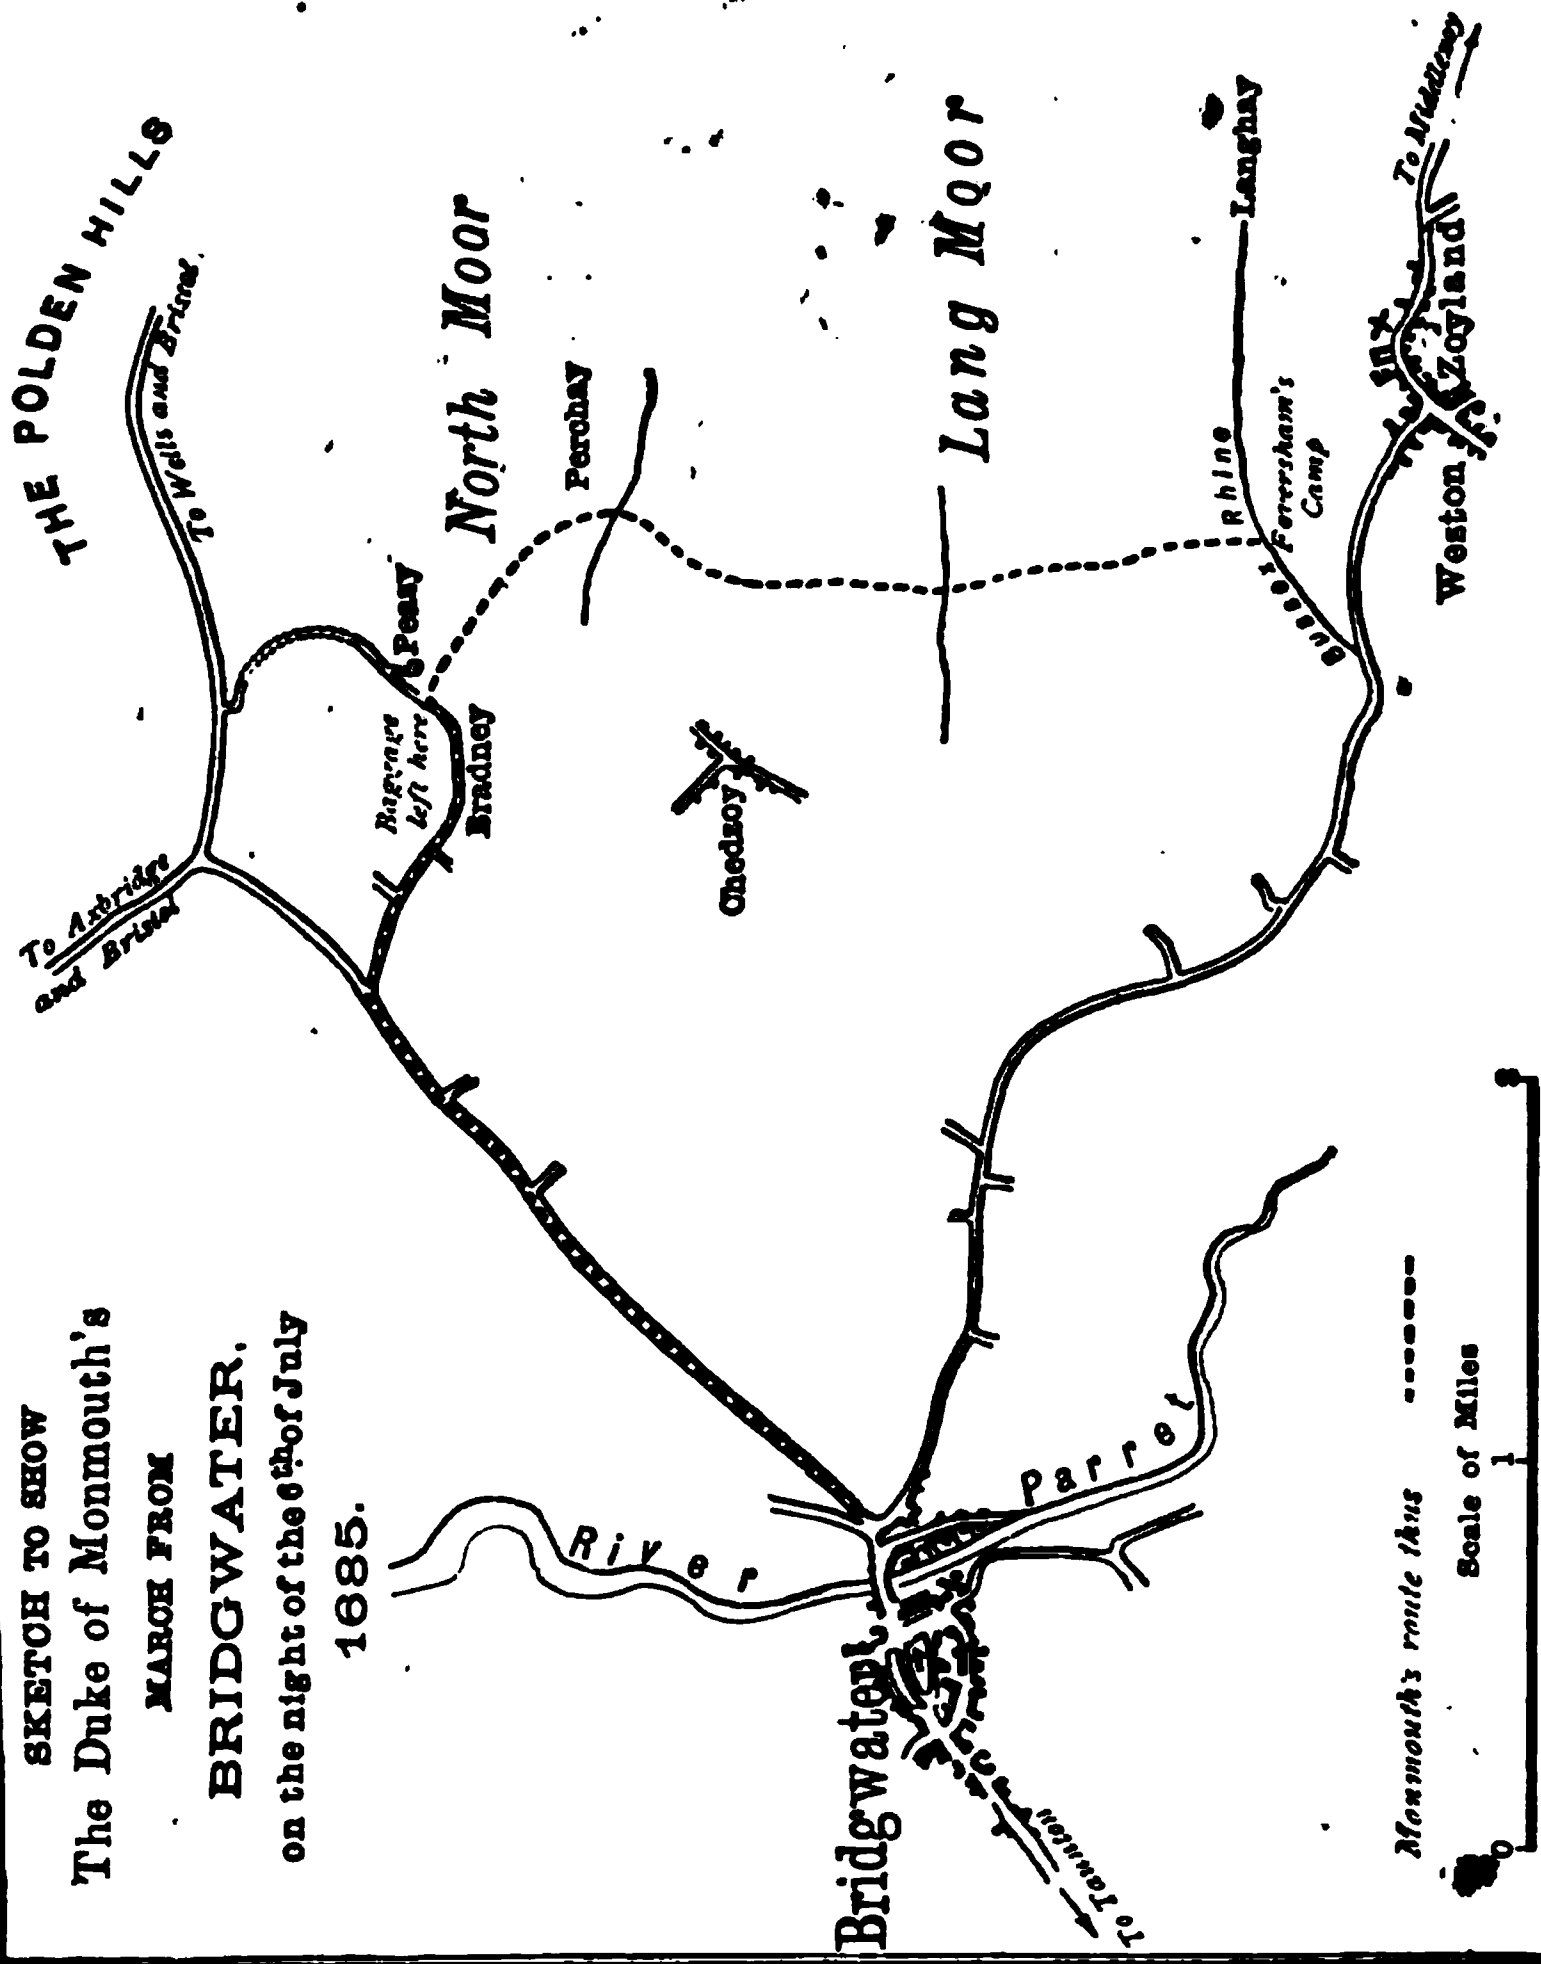 SKETCH TO SHOW
The Duke of Monmouth's
MARCH FROM
BRIDGWATER,
on the night of the 6th of July
1685.
THE POLDEN HILLS
To Wells and Bristol.
To Axbridge
and Bristol
North Moor
Peasy
Perchay
Baggage
left here
Bradney
Chedzoy
Lang Moor
Langhay
Bussex Rhine
Feversham's
Camp
To Middlezoy
Weston Zoyland
River Parret
Bridgwater
To Taunton
Monmouth's route thus
Scale of Miles
0 1